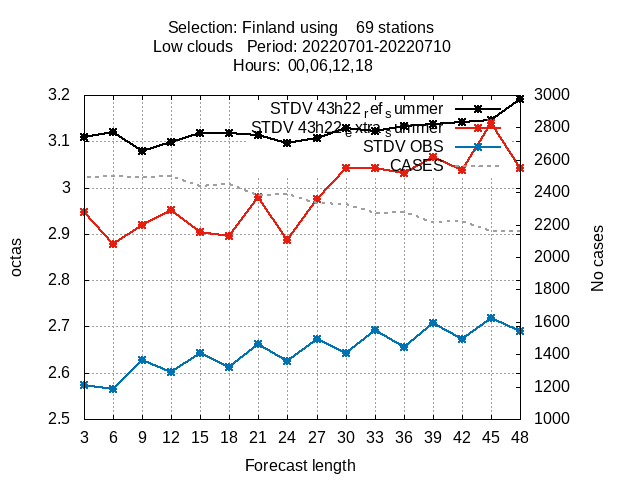 Selection: Finland using 69 stations
Low clouds Period: 20220701-20220710
Hours: 00,06,12,18
STDV 43h22_ref_summer
STDV 43h22_extra_summer
STDV OBS
CASES
3.2
3.1
3
2.9
2.8
2.7
2.6
2.5
octas
3000
2800
2600
2400
2200
2000
1800
1600
1400
1200
1000
No cases
3 6 9 12 15 18 21 24 27 30 33 36 39 42 45 48
Forecast length